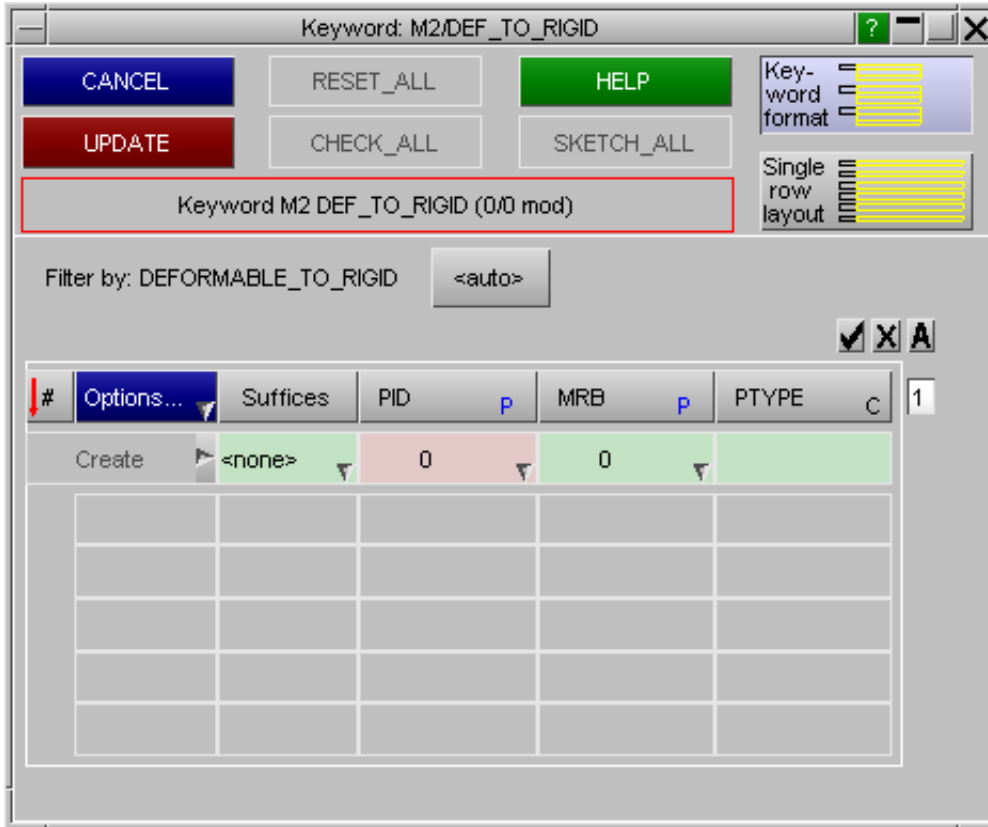 Keyword: M2/DEF_TO_RIGID
?
CANCEL
RESET_ALL
HELP
Key-
word
format
UPDATE
CHECK_ALL
SKETCH_ALL
Single
row
layout
Keyword M2 DEF_TO_RIGID (0/0 mod)
Filter by: DEFORMABLE_TO_RIGID
<auto>
A
# Options... Suffices PID P MRB P PTYPE C 1
Create <none> 0 0